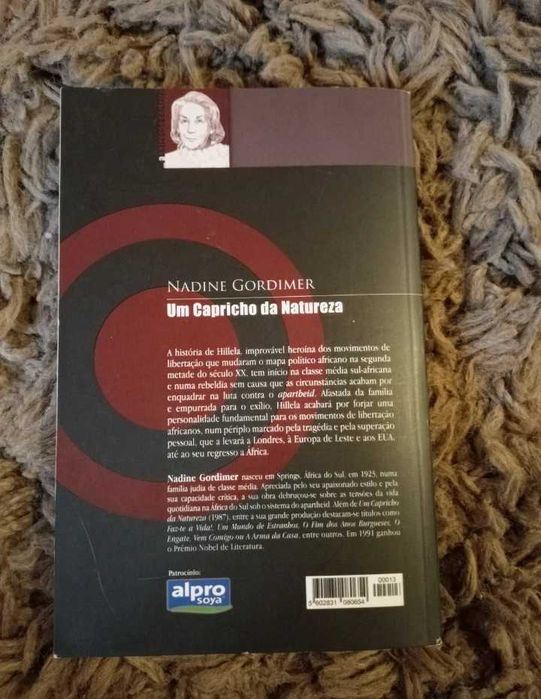 NADINE GORDIMER
Um Capricho da Natureza
A história de Hillela, improvável heroína dos movimentos de
libertação que mudaram o mapa político africano na segunda
metade do século XX, tem início na classe média sul-africana
e numa rebeldia sem causa que as circunstâncias acabam por
enquadrar na luta contra o apartheid. Afastada da família
e empurrada para o exílio, Hillela acabará por forjar uma
personalidade fundamental para os movimentos de libertação
africanos, num périplo marcado pela tragédia e pela superação
pessoal, que a levará a Londres, à Europa de Leste e aos EUA,
até ao seu regresso a África.
Nadine Gordimer nasceu em Springs, África do Sul, em 1923, numa
família judia de classe média. Apreciada pelo seu apaixonado estilo e pela
sua capacidade crítica, a sua obra debruçou-se sobre as tensões da vida
quotidiana na África do Sul sob o sistema do apartheid. Além de Um Capricho
da Natureza (1987), entre a sua grande produção destacam-se títulos como
Faz-te à Vida!, Um Mundo de Estranhos, O Fim dos Anos Burgueses, O
Engate, Vem Comigo ou A Arma da Casa, entre outros. Em 1991 ganhou
o Prémio Nobel de Literatura.
Patrocínio:
alpro
soya
00013
5 602831 080654